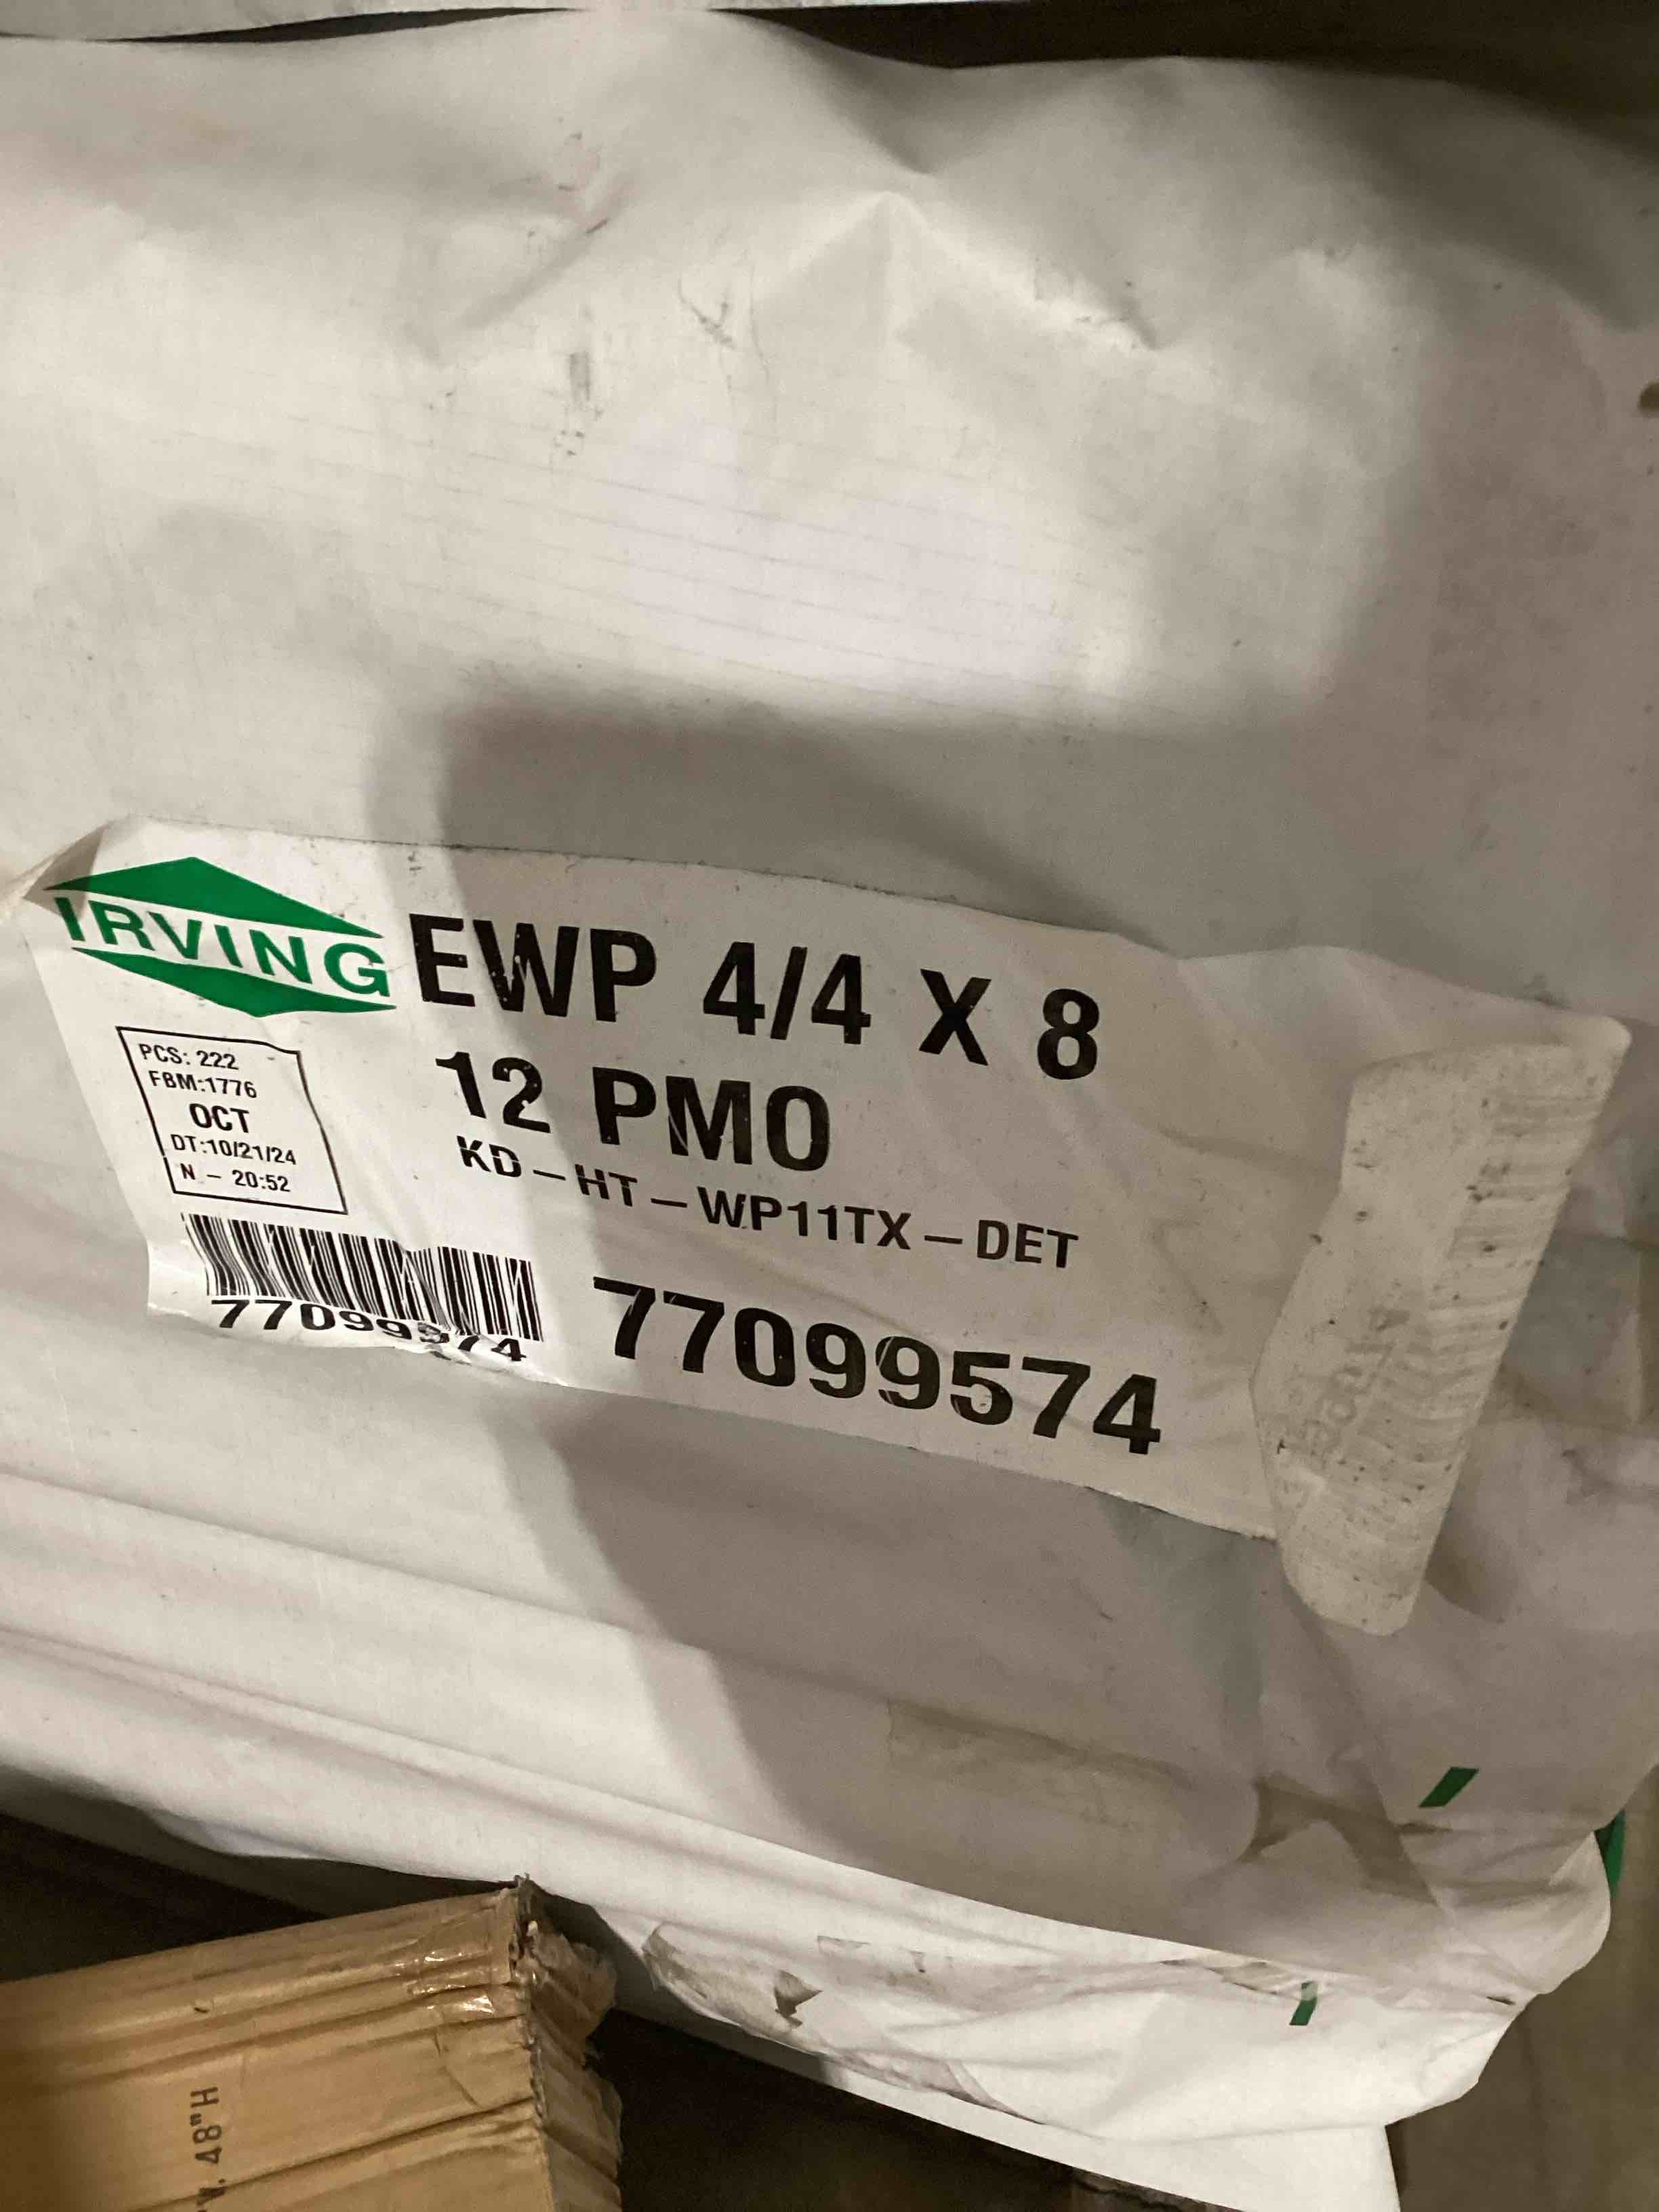 IRVING
EWP 4/4 X 8
12 PMO
KD – HT – WP11TX – DET
PCS: 222
FBM:1776
OCT
DT:10/21/24
N – 20:52
77099574
77099574
48"H